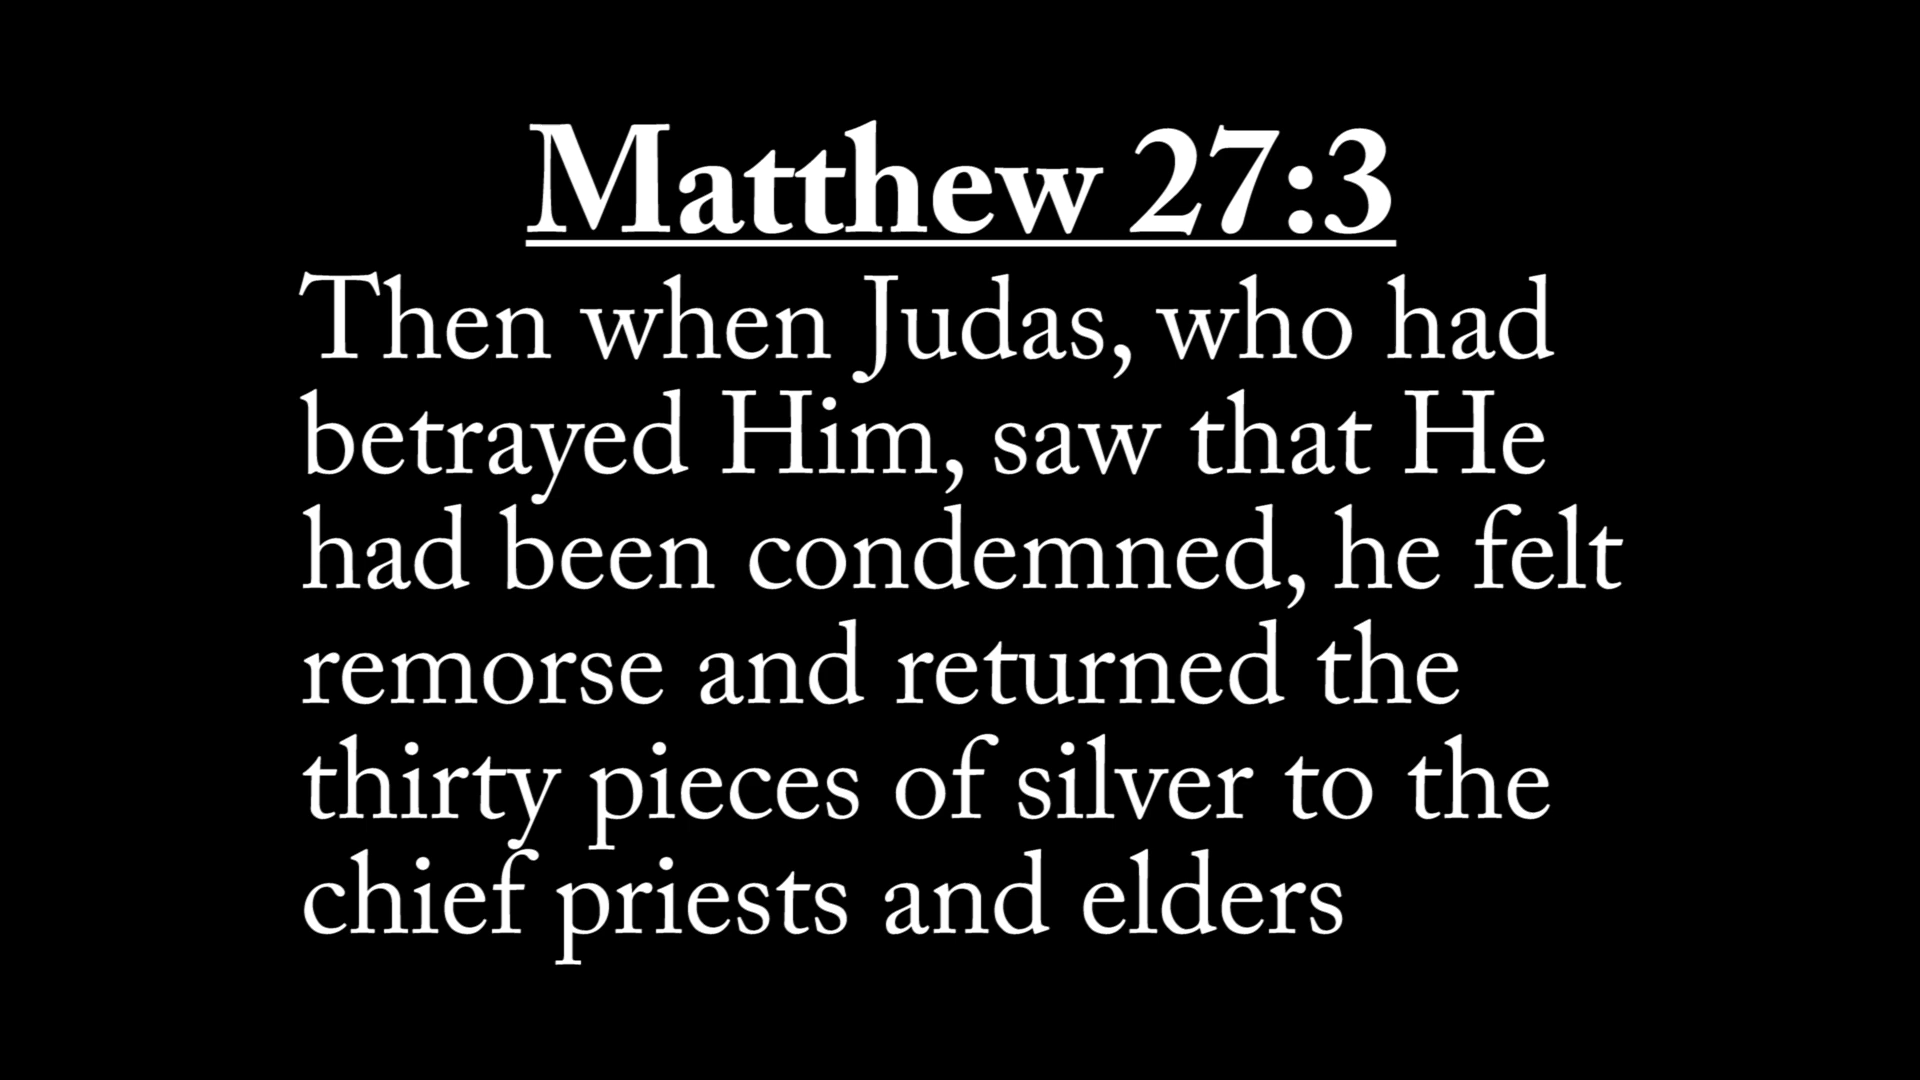 Matthew 27:3
Then when Judas, who had
betrayed Him, saw that He
had been condemned, he felt
remorse and returned the
thirty pieces of silver to the
chief priests and elders